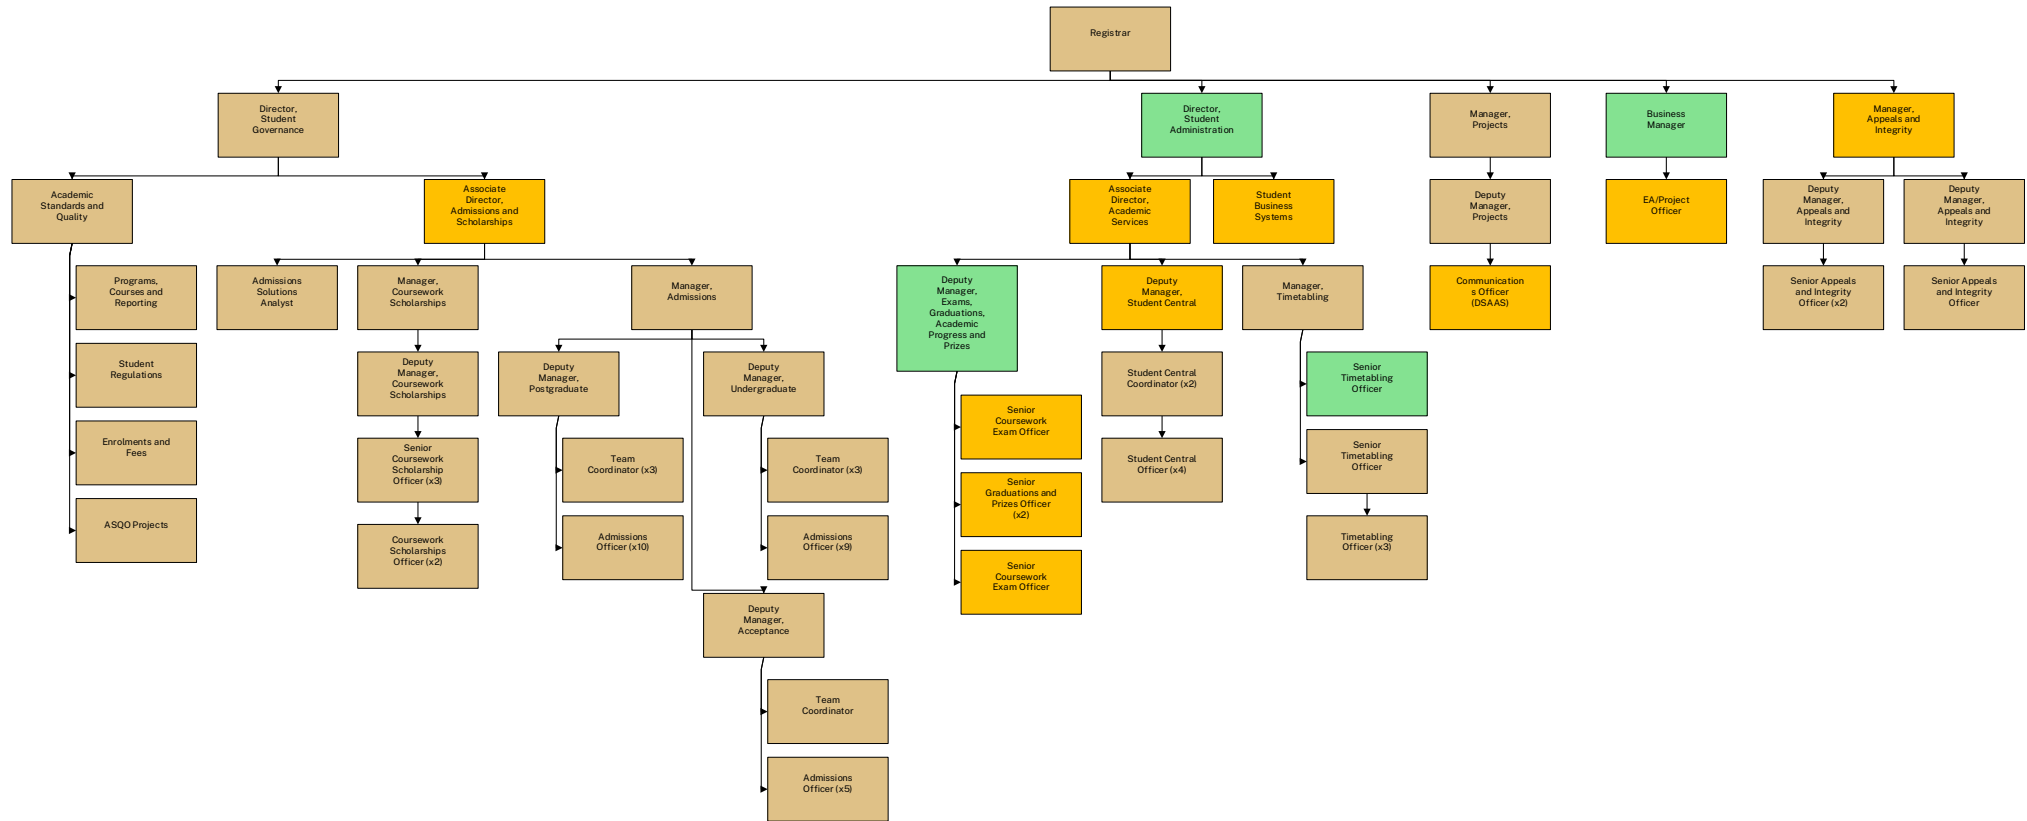 Registrar
Director,
Student
Governance
Director,
Student
Administration
Manager,
Projects
Business
Manager
Manager,
Appeals and
Integrity
Academic
Standards and
Quality
Associate
Director,
Admissions and
Scholarships
Associate
Director,
Academic
Services
Student
Business
Systems
Deputy
Manager,
Projects
EA/Project
Officer
Deputy
Manager,
Appeals and
Integrity
Deputy
Manager,
Appeals and
Integrity
Programs,
Courses and
Reporting
Admissions
Solutions
Analyst
Manager,
Coursework
Scholarships
Manager,
Admissions
Deputy
Manager,
Exams,
Graduations,
Academic
Progress and
Prizes
Deputy
Manager,
Student Central
Manager,
Timetabling
Communication
s Officer
(DSAAS)
Senior Appeals
and Integrity
Officer (x2)
Senior Appeals
and Integrity
Officer
Student
Regulations
Deputy
Manager,
Coursework
Scholarships
Deputy
Manager,
Postgraduate
Deputy
Manager,
Undergraduate
Student Central
Coordinator (x2)
Senior
Timetabling
Officer
Senior
Coursework
Exam Officer
Enrolments and
Fees
Senior
Coursework
Scholarship
Officer (x3)
Team
Coordinator (x3)
Team
Coordinator (x3)
Student Central
Officer (x4)
Senior
Timetabling
Officer
Senior
Graduations and
Prizes Officer
(x2)
ASQO Projects
Coursework
Scholarships
Officer (x2)
Admissions
Officer (x10)
Admissions
Officer (x9)
Timetabling
Officer (x3)
Senior
Coursework
Exam Officer
Deputy
Manager,
Acceptance
Team
Coordinator
Admissions
Officer (x5)